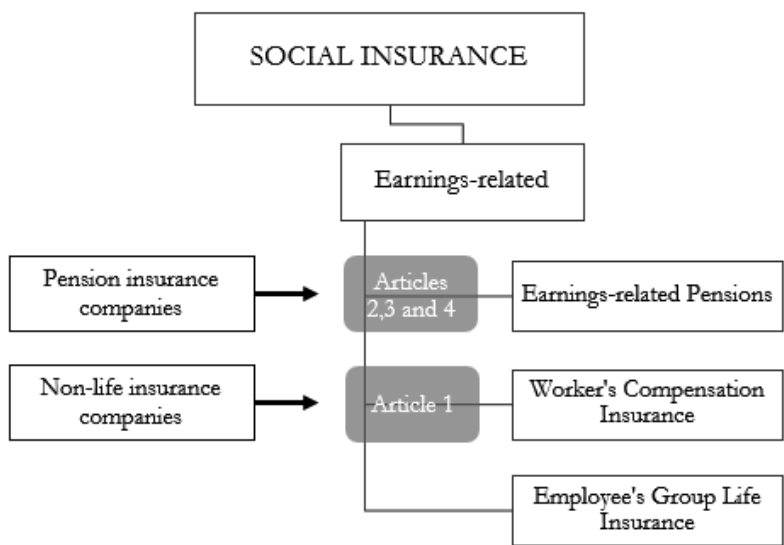 SOCIAL INSURANCE
Earnings-related
Pension insurance
companies
Articles
2,3 and 4
Earnings-related Pensions
Non-life insurance
companies
Article 1
Worker's Compensation
Insurance
Employee's Group Life
Insurance